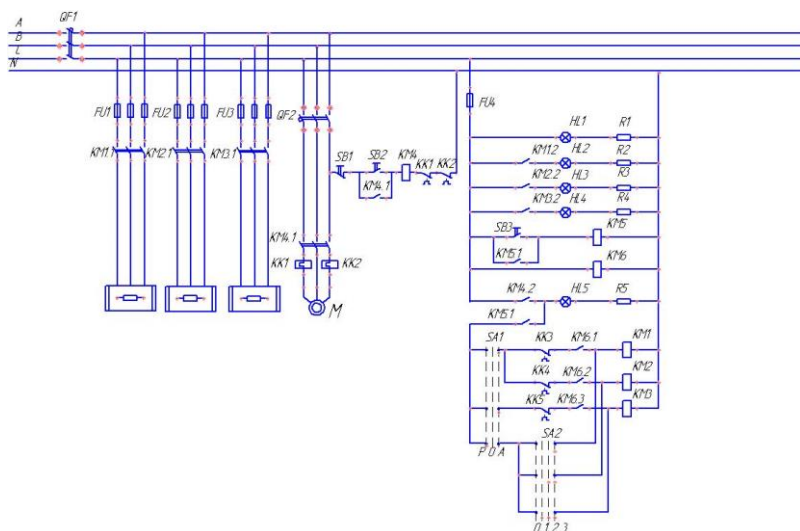 A QF1
B
L
N
FU1 FU2 FU3 QF2 FU4
KM1.1 KM2.1 KM3.1
SB1 SB2 KM4 KK1 KK2
KM4.1
HL1 R1
KM1.2 HL2 R2
KM2.2 HL3 R3
KM3.2 HL4 R4
SB3 KM5
KM5.1
KM6
KM4.1
KK1 KK2
M
KM4.2 HL5 R5
KM5.1
SA1 KK3 KM6.1 KM1
KK4 KM6.2 KM2
KK5 KM6.3 KM3
SA2
P O A
0 1 2 3